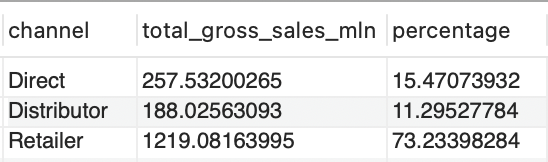 channel total_gross_sales_mln percentage
Direct 257.53200265 15.47073932
Distributor 188.02563093 11.29527784
Retailer 1219.08163995 73.23398284